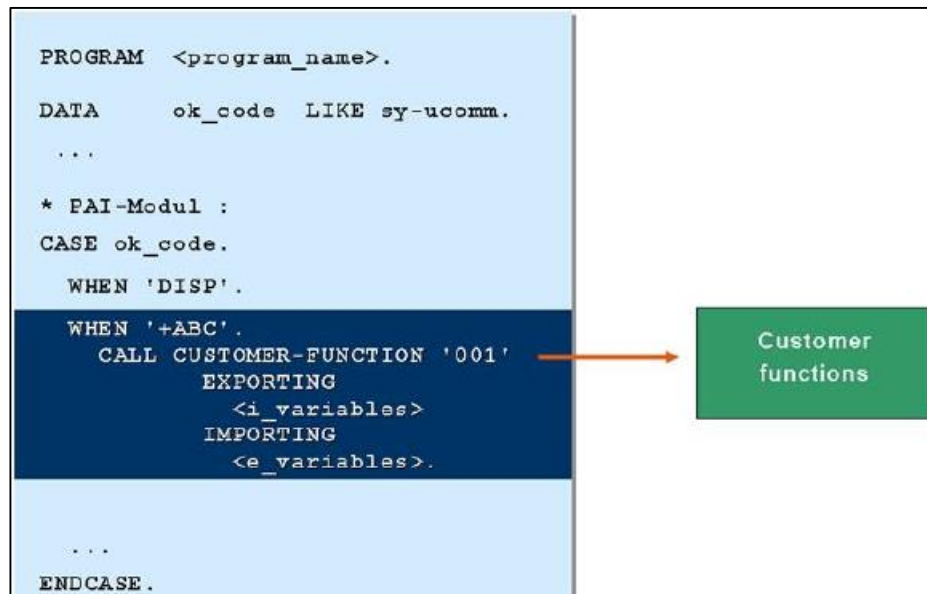 PROGRAM <program_name>.
DATA ok_code LIKE sy-ucomm.
...
* PAI-Modul :
CASE ok_code.
WHEN 'DISP'.
WHEN '+ABC'.
CALL CUSTOMER-FUNCTION '001'
EXPORTING
<i_variables>
IMPORTING
<e_variables>.
...
ENDCASE.
Customer
functions